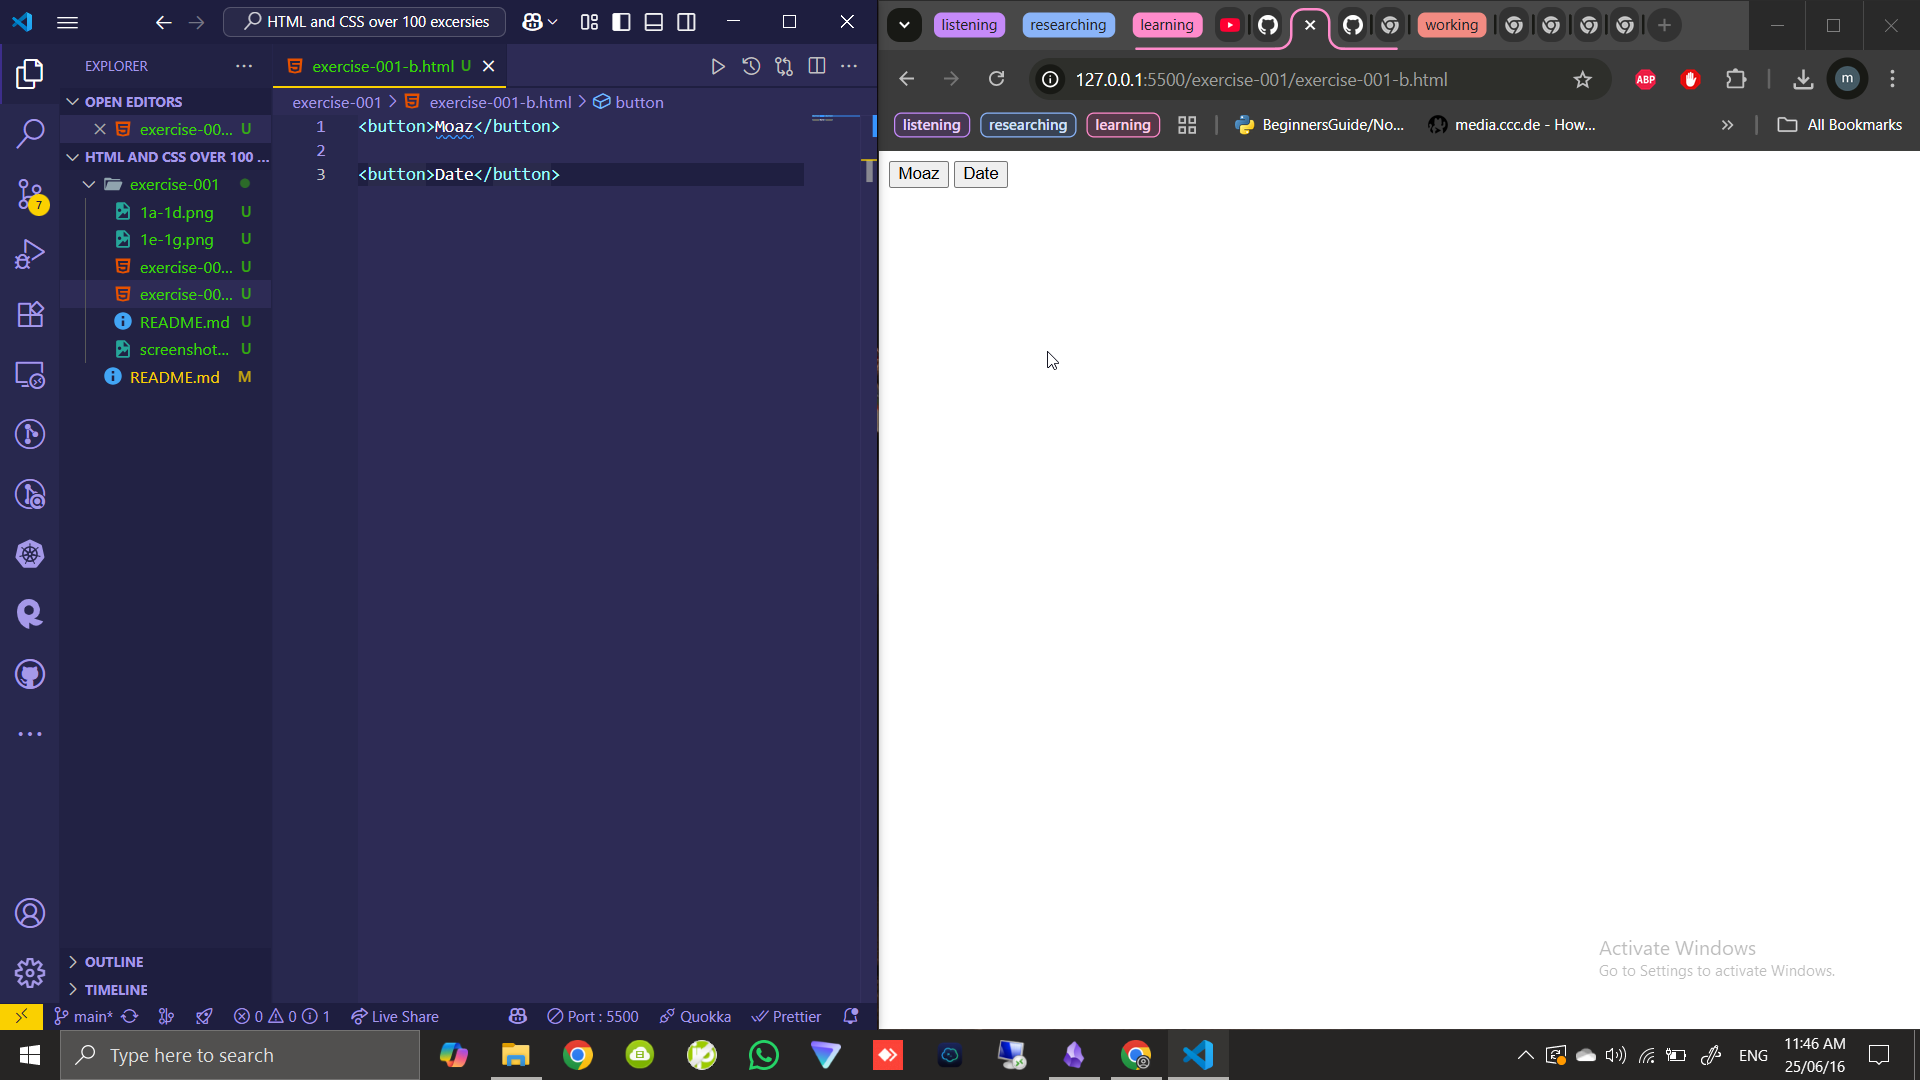 HTML and CSS over 100 excersies
EXPLORER
OPEN EDITORS
exercise-00... U
HTML AND CSS OVER 100 ...
exercise-001
1a-1d.png U
1e-1g.png U
exercise-00... U
exercise-00... U
README.md U
screenshot... U
README.md M
7
OUTLINE
TIMELINE
exercise-001-b.html U
exercise-001 > exercise-001-b.html > button
1 <button>Moaz</button>
2
3 <button>Date</button>
main* 0 0 1 Live Share Port : 5500 Quokka Prettier
listening researching learning working
127.0.0.1:5500/exercise-001/exercise-001-b.html
ABP
m
listening researching learning BeginnersGuide/No... media.ccc.de - How... All Bookmarks
Moaz Date
Activate Windows
Go to Settings to activate Windows.
Type here to search
ENG
11:46 AM
25/06/16